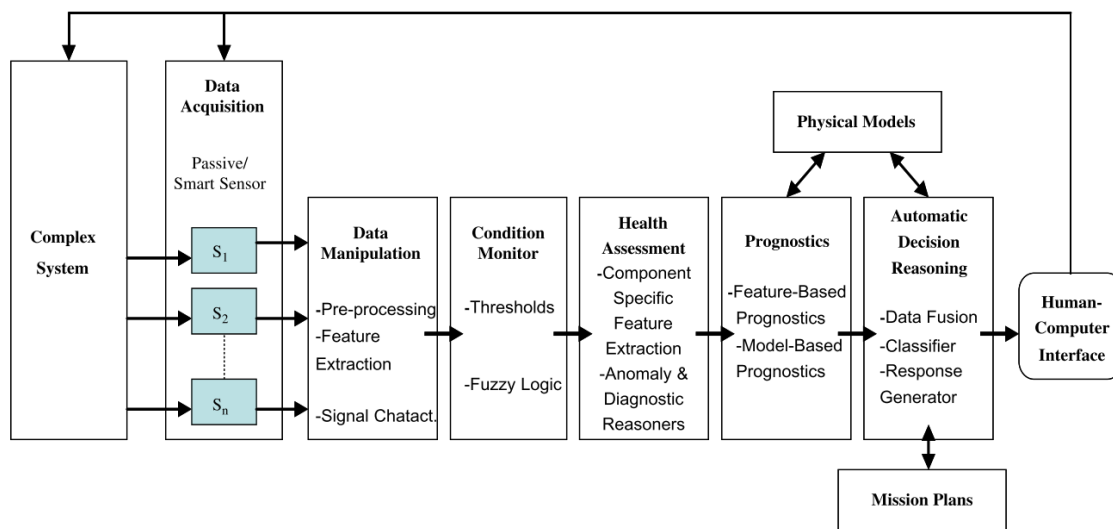 Complex
System
Data
Acquisition
Passive/
Smart Sensor
S1
S2
Sn
Data
Manipulation
-Pre-processing
-Feature
Extraction
-Signal Chatact.
Condition
Monitor
-Thresholds
-Fuzzy Logic
Health
Assessment
-Component
Specific
Feature
Extraction
-Anomaly &
Diagnostic
Reasoners
Physical Models
Prognostics
-Feature-Based
Prognostics
-Model-Based
Prognostics
Automatic
Decision
Reasoning
-Data Fusion
-Classifier
-Response
Generator
Human-
Computer
Interface
Mission Plans